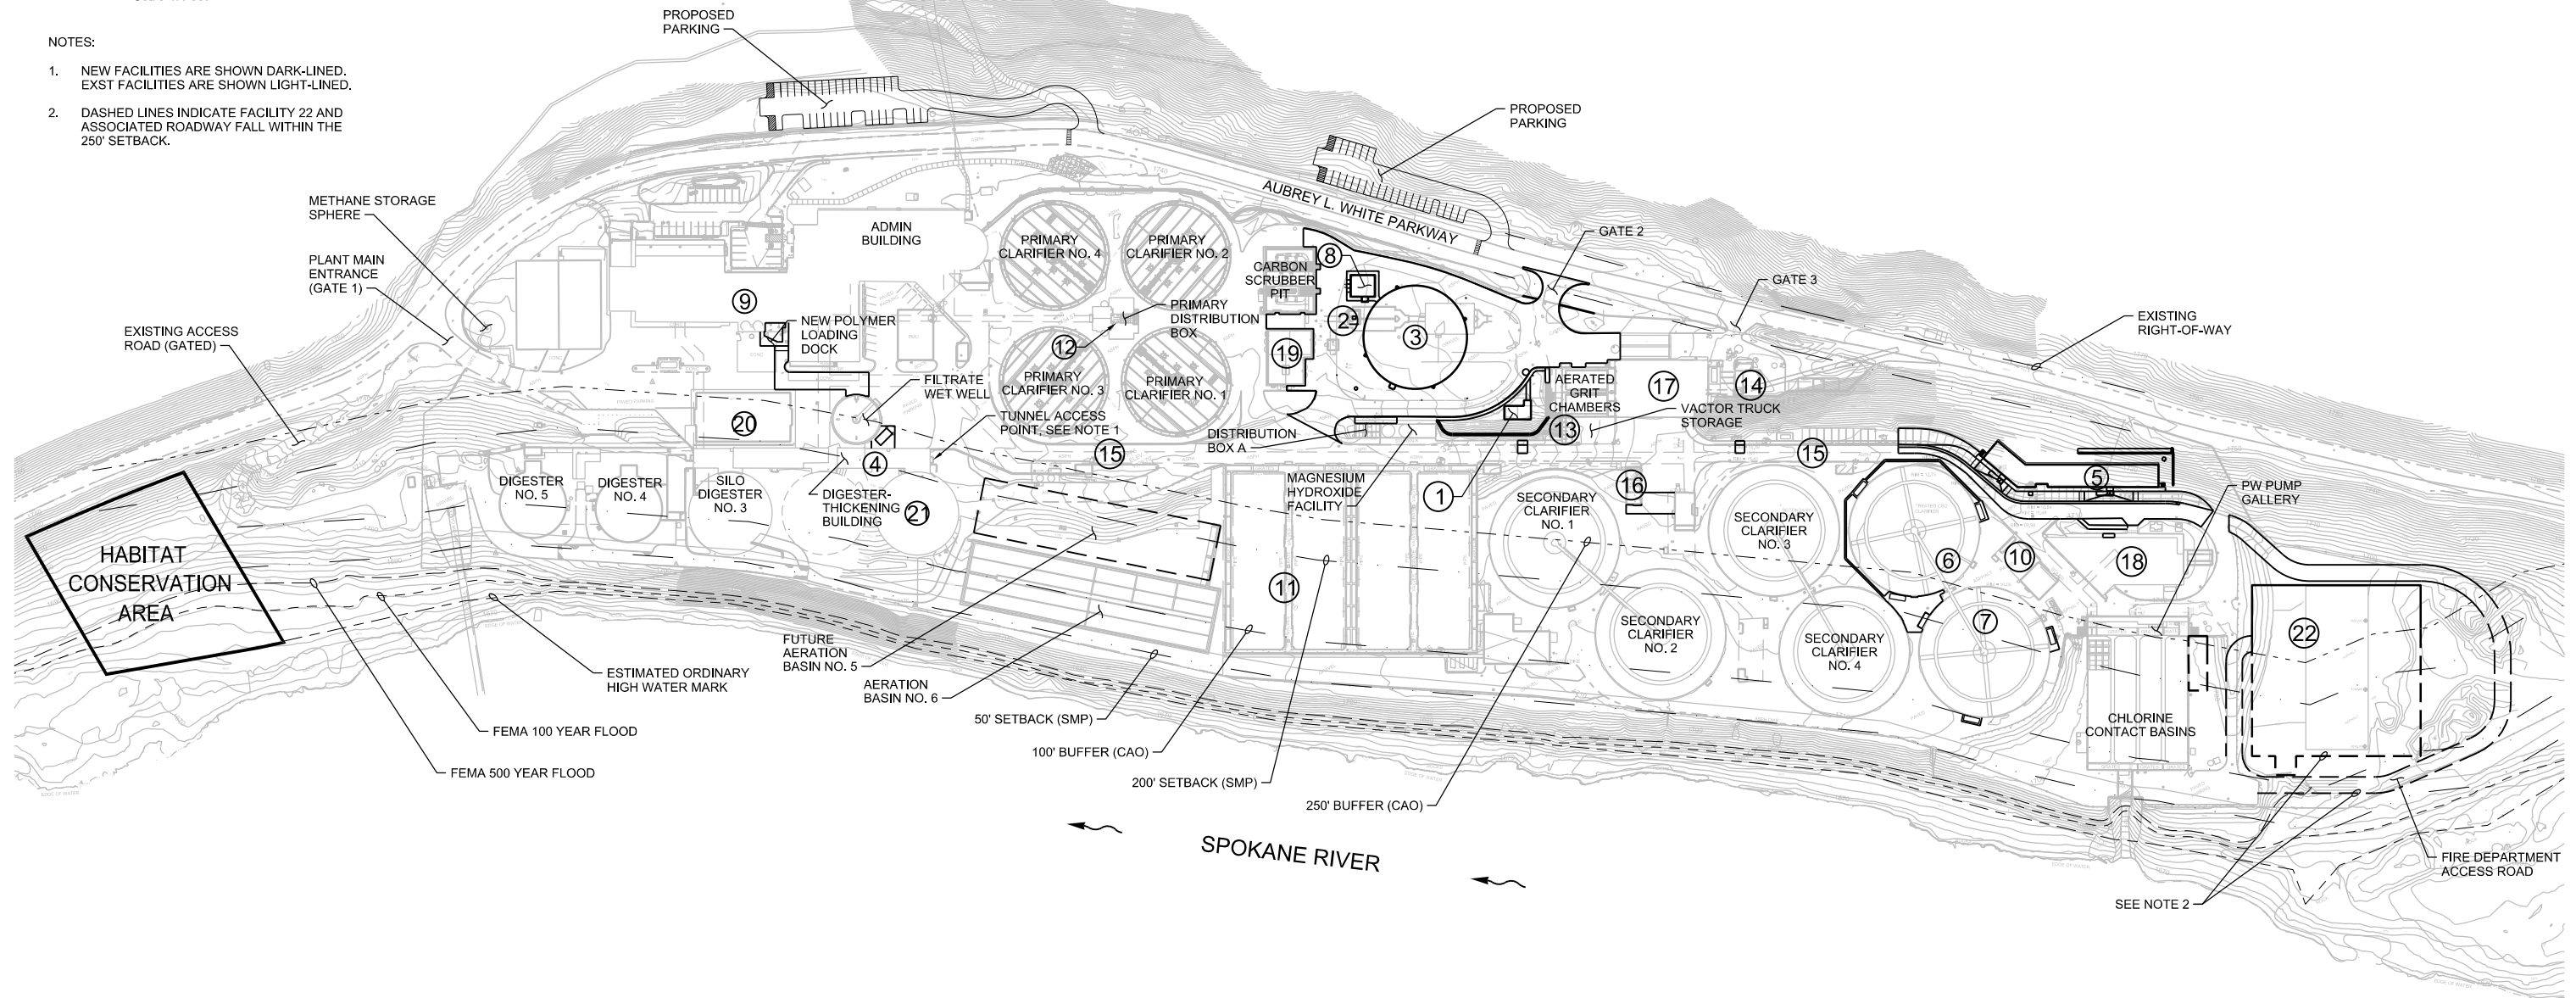 NOTES:
1. NEW FACILITIES ARE SHOWN DARK-LINED.
EXST FACILITIES ARE SHOWN LIGHT-LINED.
2. DASHED LINES INDICATE FACILITY 22 AND
ASSOCIATED ROADWAY FALL WITHIN THE
250' SETBACK.
PROPOSED
PARKING
PROPOSED
PARKING
METHANE STORAGE
SPHERE
PLANT MAIN
ENTRANCE
(GATE 1)
EXISTING ACCESS
ROAD (GATED)
ADMIN
BUILDING
PRIMARY
CLARIFIER NO. 4
PRIMARY
CLARIFIER NO. 2
AUBREY L. WHITE PARKWAY
1740
GATE 2
GATE 3
EXISTING
RIGHT-OF-WAY
CARBON
SCRUBBER
PIT
8
9
NEW POLYMER
LOADING
DOCK
PRIMARY
DISTRIBUTION
BOX
12
2
3
19
PRIMARY
CLARIFIER NO. 3
PRIMARY
CLARIFIER NO. 1
FILTRATE
WET WELL
TUNNEL ACCESS
POINT, SEE NOTE 1
AERATED
GRIT
CHAMBERS
17
14
VACTOR TRUCK
STORAGE
13
DISTRIBUTION
BOX A
20
4
15
15
5
DIGESTER
NO. 5
DIGESTER
NO. 4
SILO
DIGESTER
NO. 3
DIGESTER-
THICKENING
BUILDING
21
MAGNESIUM
HYDROXIDE
FACILITY
1
SECONDARY
CLARIFIER
NO. 1
16
SECONDARY
CLARIFIER
NO. 3
PW PUMP
GALLERY
HABITAT
CONSERVATION
AREA
11
6
10
18
7
22
SECONDARY
CLARIFIER
NO. 2
SECONDARY
CLARIFIER
NO. 4
FUTURE
AERATION
BASIN NO. 5
AERATION
BASIN NO. 6
ESTIMATED ORDINARY
HIGH WATER MARK
FEMA 100 YEAR FLOOD
FEMA 500 YEAR FLOOD
50' SETBACK (SMP)
100' BUFFER (CAO)
200' SETBACK (SMP)
250' BUFFER (CAO)
CHLORINE
CONTACT BASINS
EDGE OF WATER
SPOKANE RIVER
FIRE DEPARTMENT
ACCESS ROAD
SEE NOTE 2